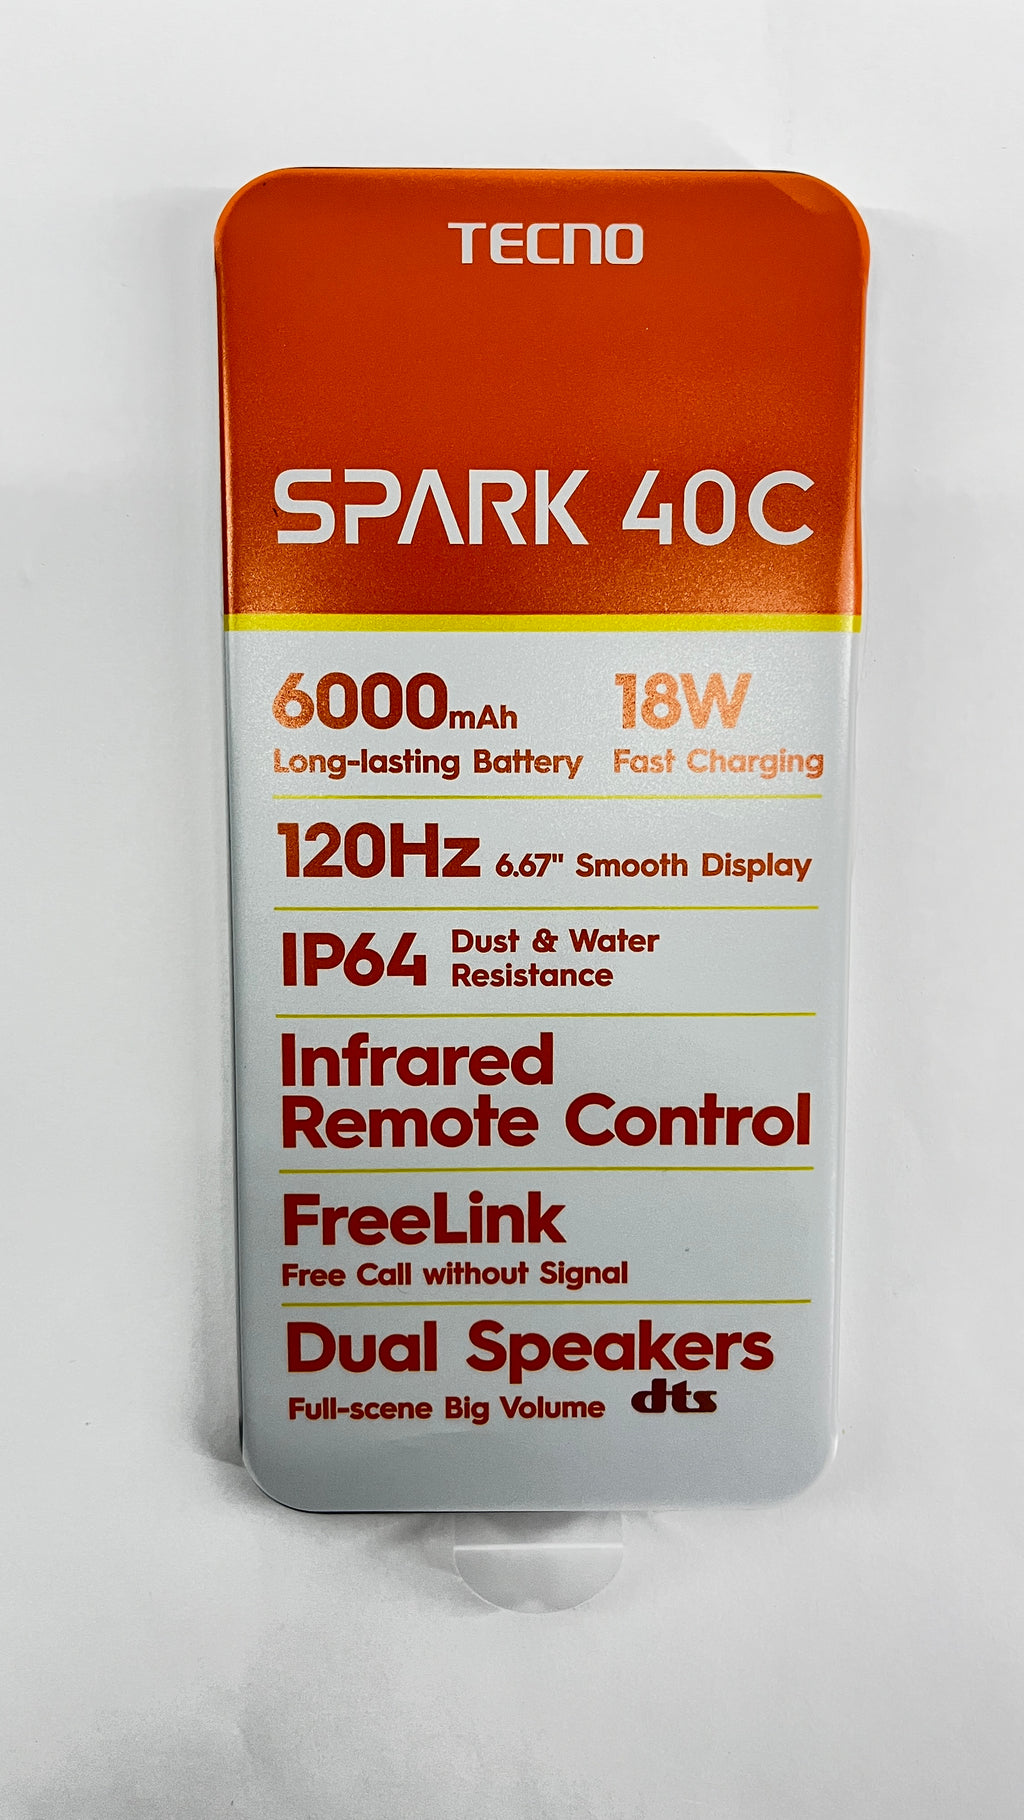 TECNO
SPARK 40C
6000mAh 18W
Long-lasting Battery Fast Charging
120Hz 6.67" Smooth Display
IP64 Dust & Water
Resistance
Infrared
Remote Control
FreeLink
Free Call without Signal
Dual Speakers
Full-scene Big Volume dts